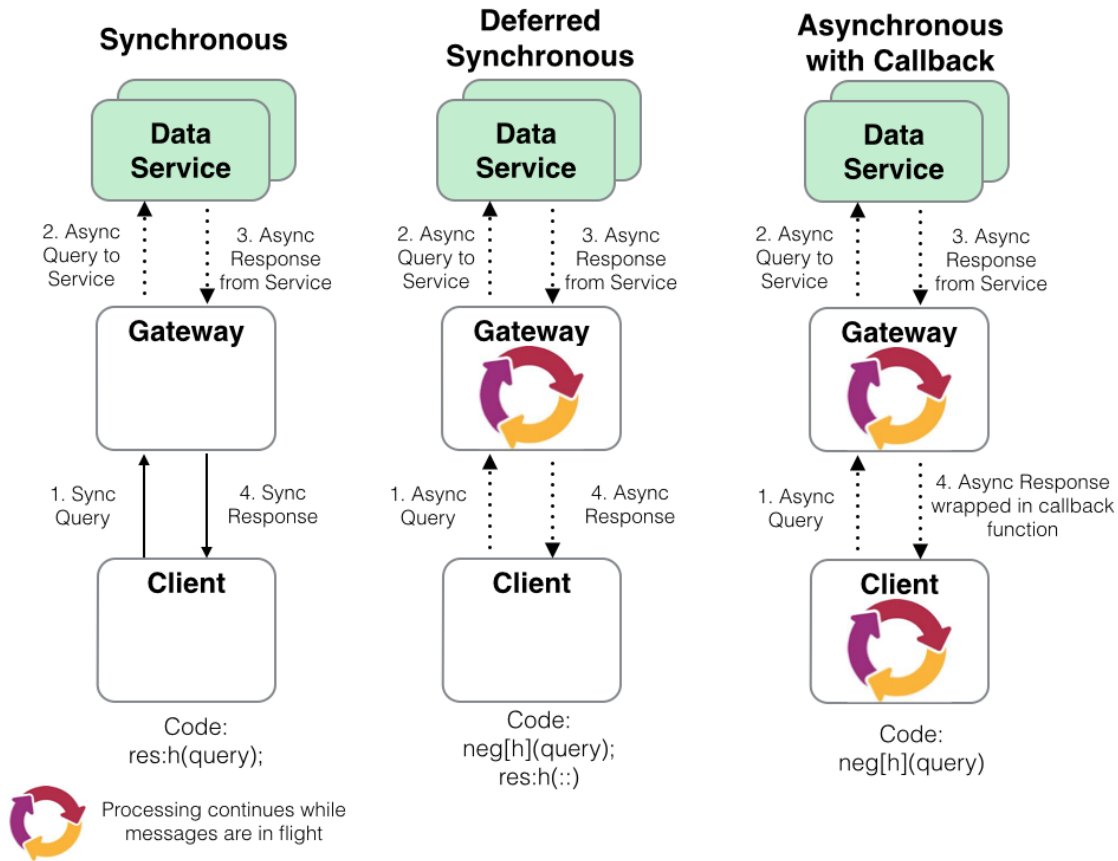 Synchronous
Data
Service
2. Async
Query to
Service
3. Async
Response
from Service
Gateway
1. Sync
Query
4. Sync
Response
Client
Code:
res:h(query);
Deferred
Synchronous
Data
Service
2. Async
Query to
Service
3. Async
Response
from Service
Gateway
1. Async
Query
4. Async
Response
Client
Code:
neg[h](query);
res:h(::)
Asynchronous
with Callback
Data
Service
2. Async
Query to
Service
3. Async
Response
from Service
Gateway
1. Async
Query
4. Async Response
wrapped in callback
function
Client
Code:
neg[h](query)
Processing continues while
messages are in flight